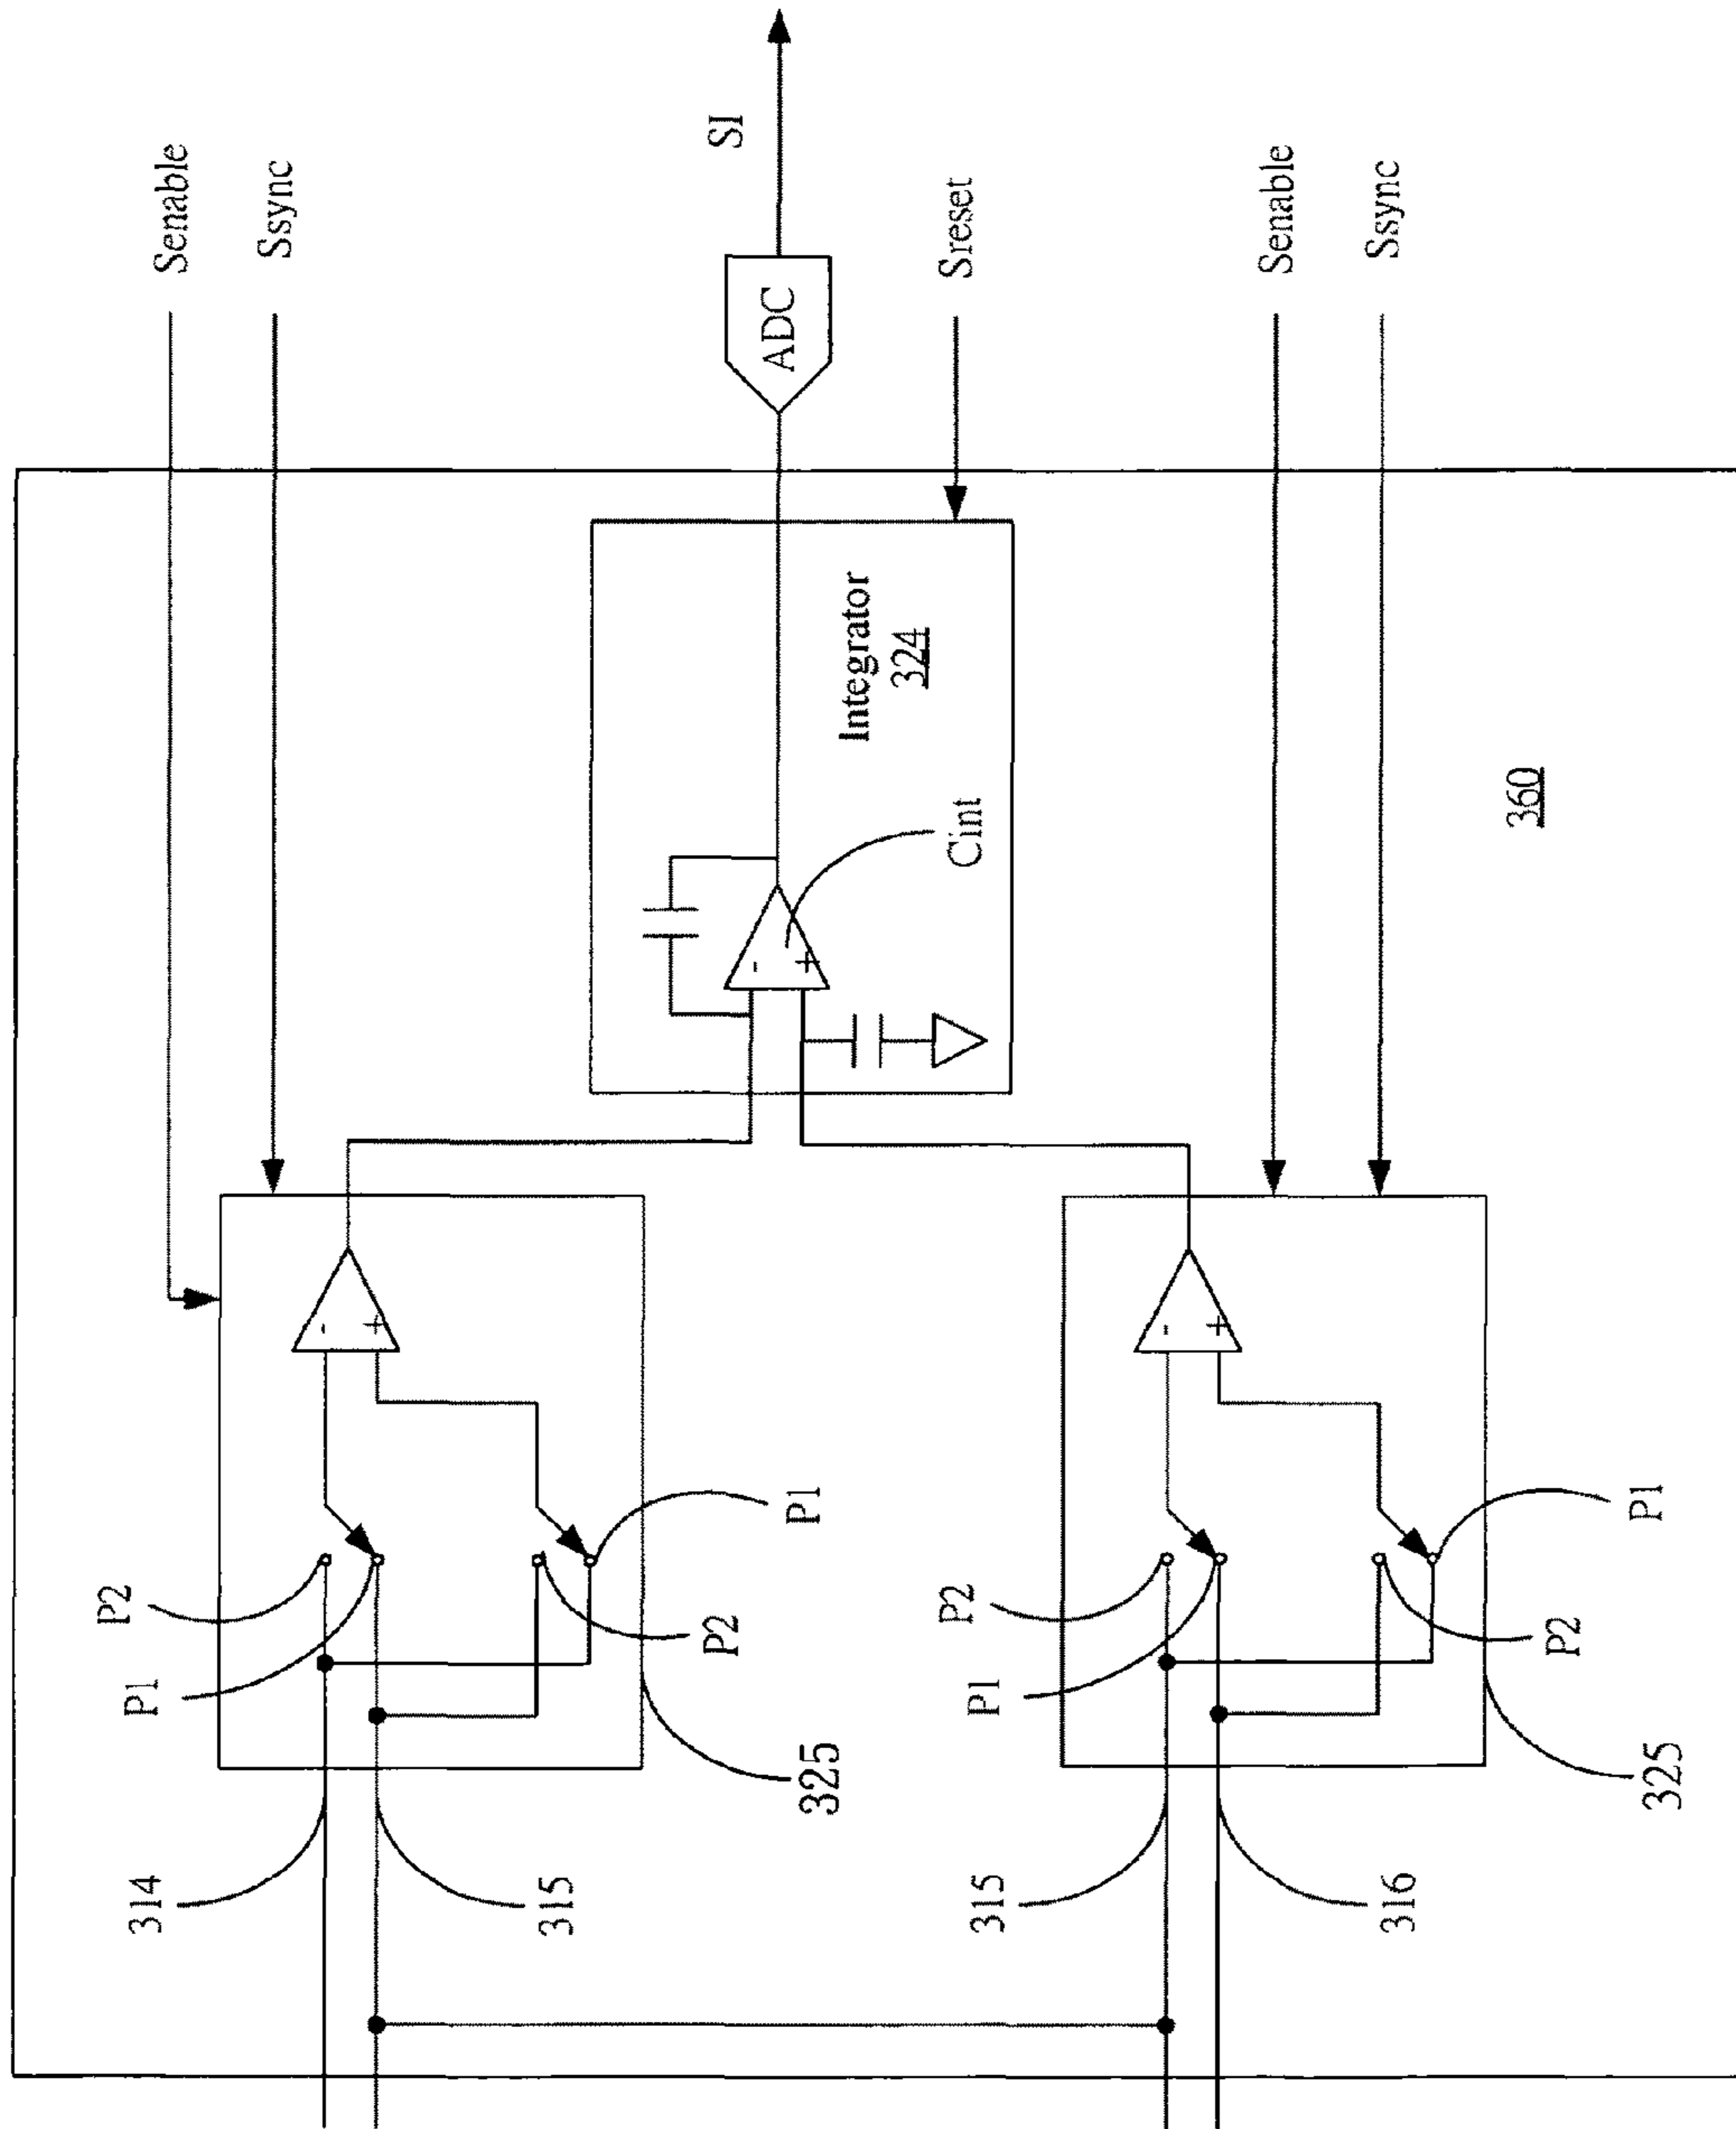 314
315
P2
P1
P2
P1
325
-
+
Senable
Ssync
Integrator
324
-
+
Cint
Sreset
ADC
SI
315
316
P2
P1
P2
P1
325
-
+
Senable
Ssync
360